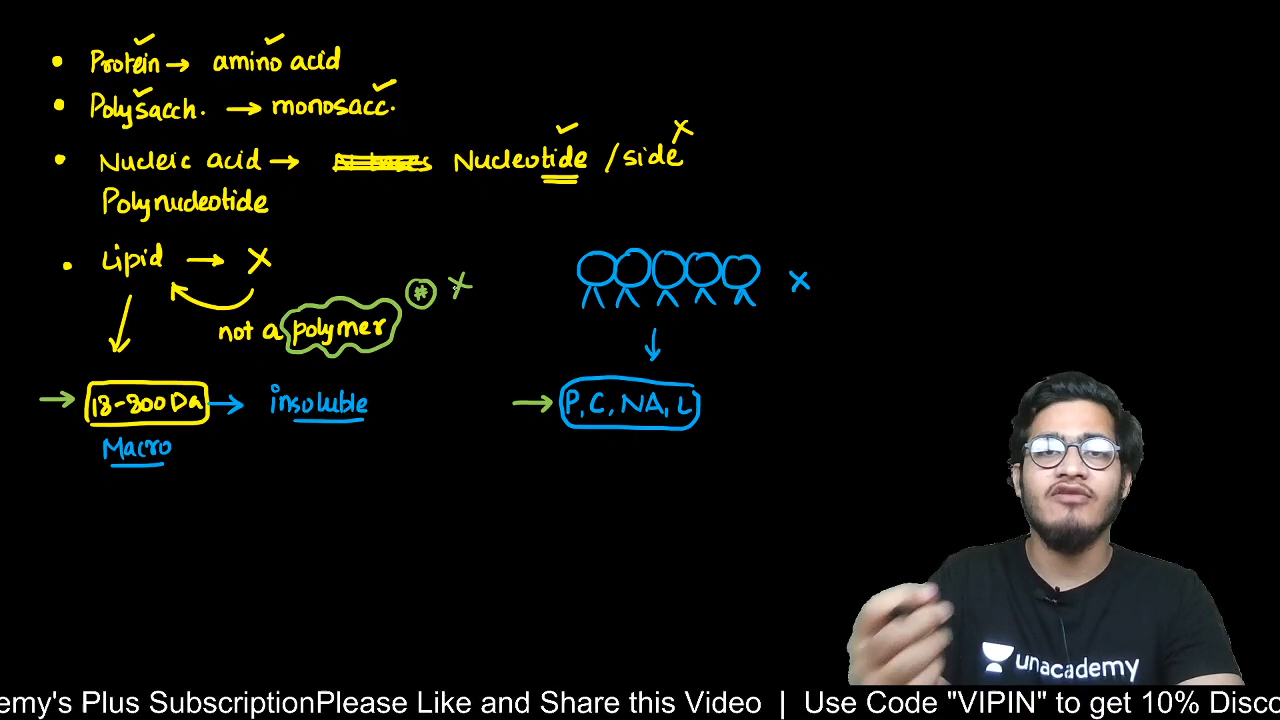 • Protein → amino acid
• Polysacch. → monosacc.
• Nucleic acid → Nucleotide /side
Polynucleotide
• Lipid → X
not a polymer * X
X
18-800 Da → insoluble
→ P, C, NA, L
Macro
unacademy
emy's Plus SubscriptionPlease Like and Share this Video | Use Code "VIPIN" to get 10% Disco